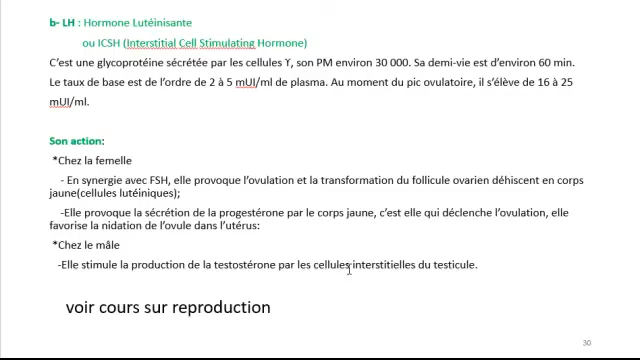 b- LH : Hormone Lutéinisante
ou ICSH (Interstitial Cell Stimulating Hormone)
C'est une glycoprotéine sécrétée par les cellules ϒ, son PM environ 30 000. Sa demi-vie est d'environ 60 min.
Le taux de base est de l'ordre de 2 à 5 mUI/ml de plasma. Au moment du pic ovulatoire, il s'élève de 16 à 25
mUI/ml.
Son action:
*Chez la femelle
- En synergie avec FSH, elle provoque l'ovulation et la transformation du follicule ovarien déhiscent en corps
jaune(cellules lutéiniques);
-Elle provoque la sécrétion de la progestérone par le corps jaune, c'est elle qui déclenche l'ovulation, elle
favorise la nidation de l'ovule dans l'utérus:
*Chez le mâle
-Elle stimule la production de la testostérone par les cellules interstitielles du testicule.
voir cours sur reproduction
30